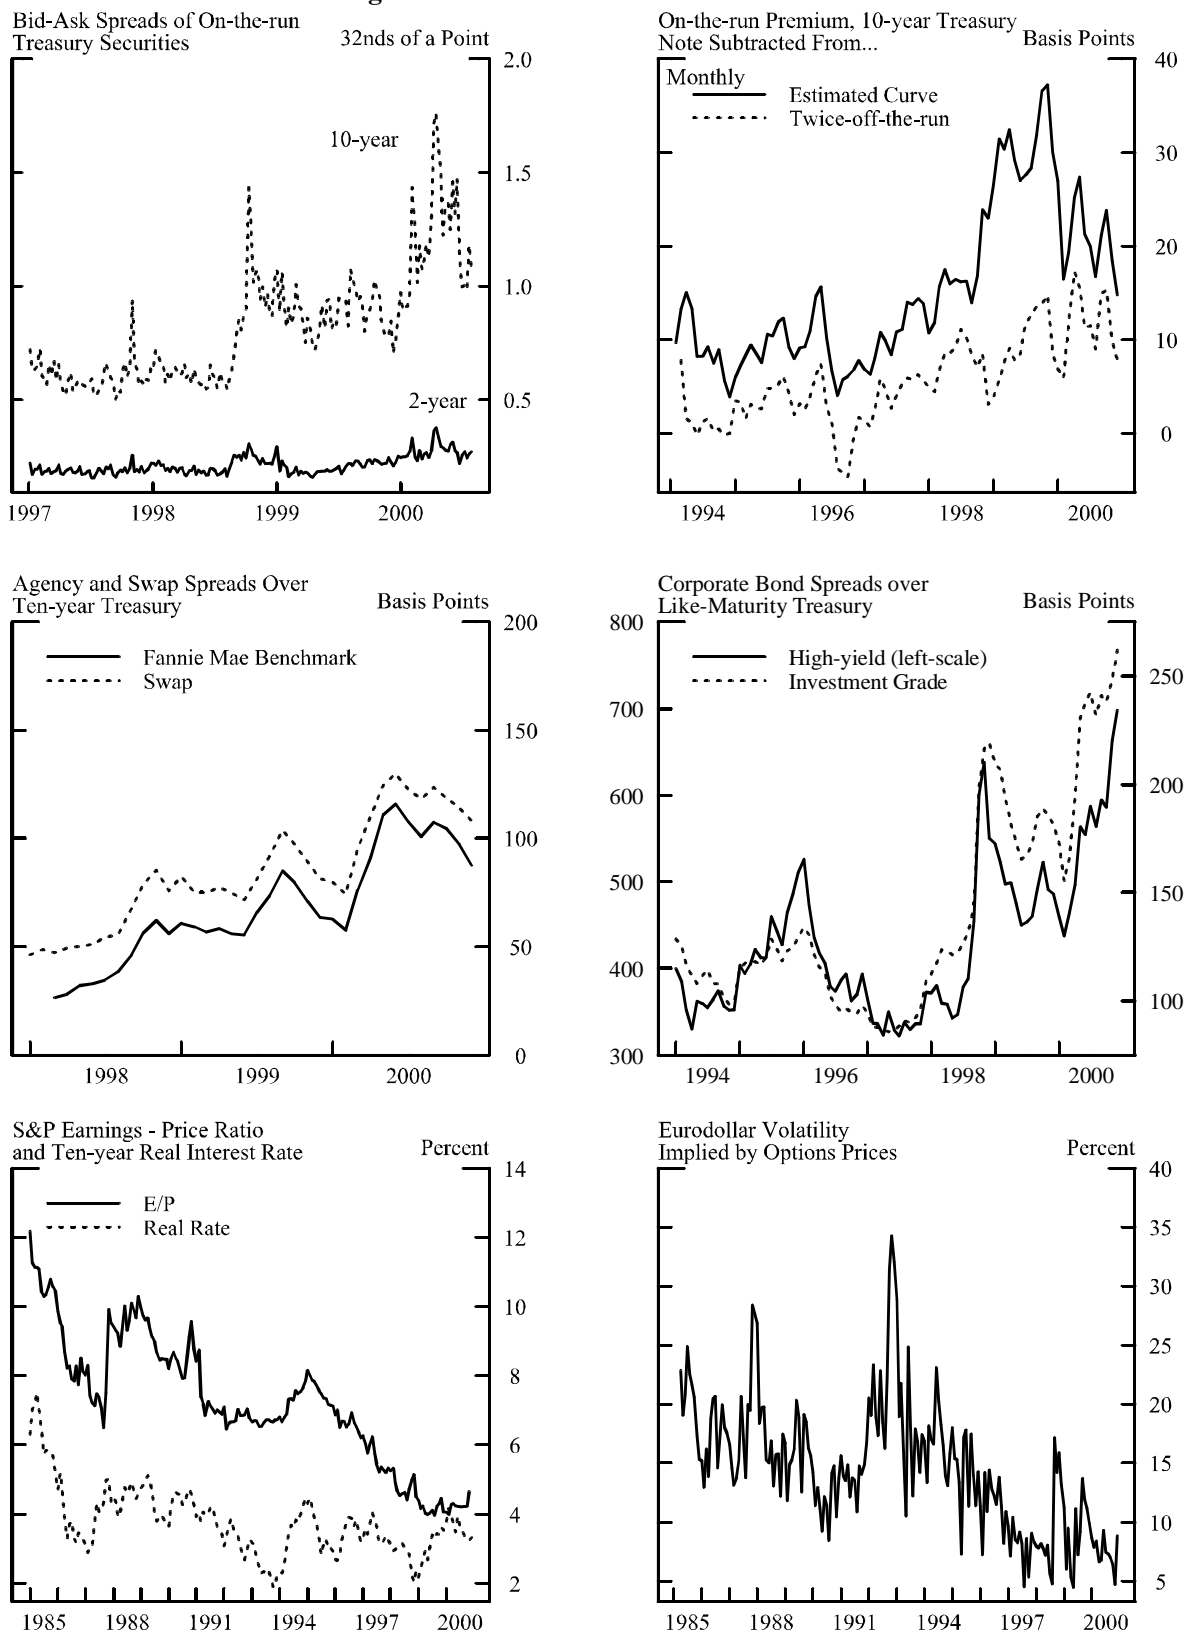 Bid-Ask Spreads of On-the-run
Treasury Securities
32nds of a Point
2.0
1.5
1.0
0.5
10-year
2-year
1997 1998 1999 2000
On-the-run Premium, 10-year Treasury
Note Subtracted From...
Basis Points
Monthly
Estimated Curve
Twice-off-the-run
40
30
20
10
0
1994 1996 1998 2000
Agency and Swap Spreads Over
Ten-year Treasury
Basis Points
Fannie Mae Benchmark
Swap
200
150
100
50
0
1998 1999 2000
Corporate Bond Spreads over
Like-Maturity Treasury
Basis Points
High-yield (left-scale)
Investment Grade
800
700
600
500
400
300
250
200
150
100
1994 1996 1998 2000
S&P Earnings - Price Ratio
and Ten-year Real Interest Rate
Percent
E/P
Real Rate
14
12
10
8
6
4
2
1985 1988 1991 1994 1997 2000
Eurodollar Volatility
Implied by Options Prices
Percent
40
35
30
25
20
15
10
5
1985 1988 1991 1994 1997 2000